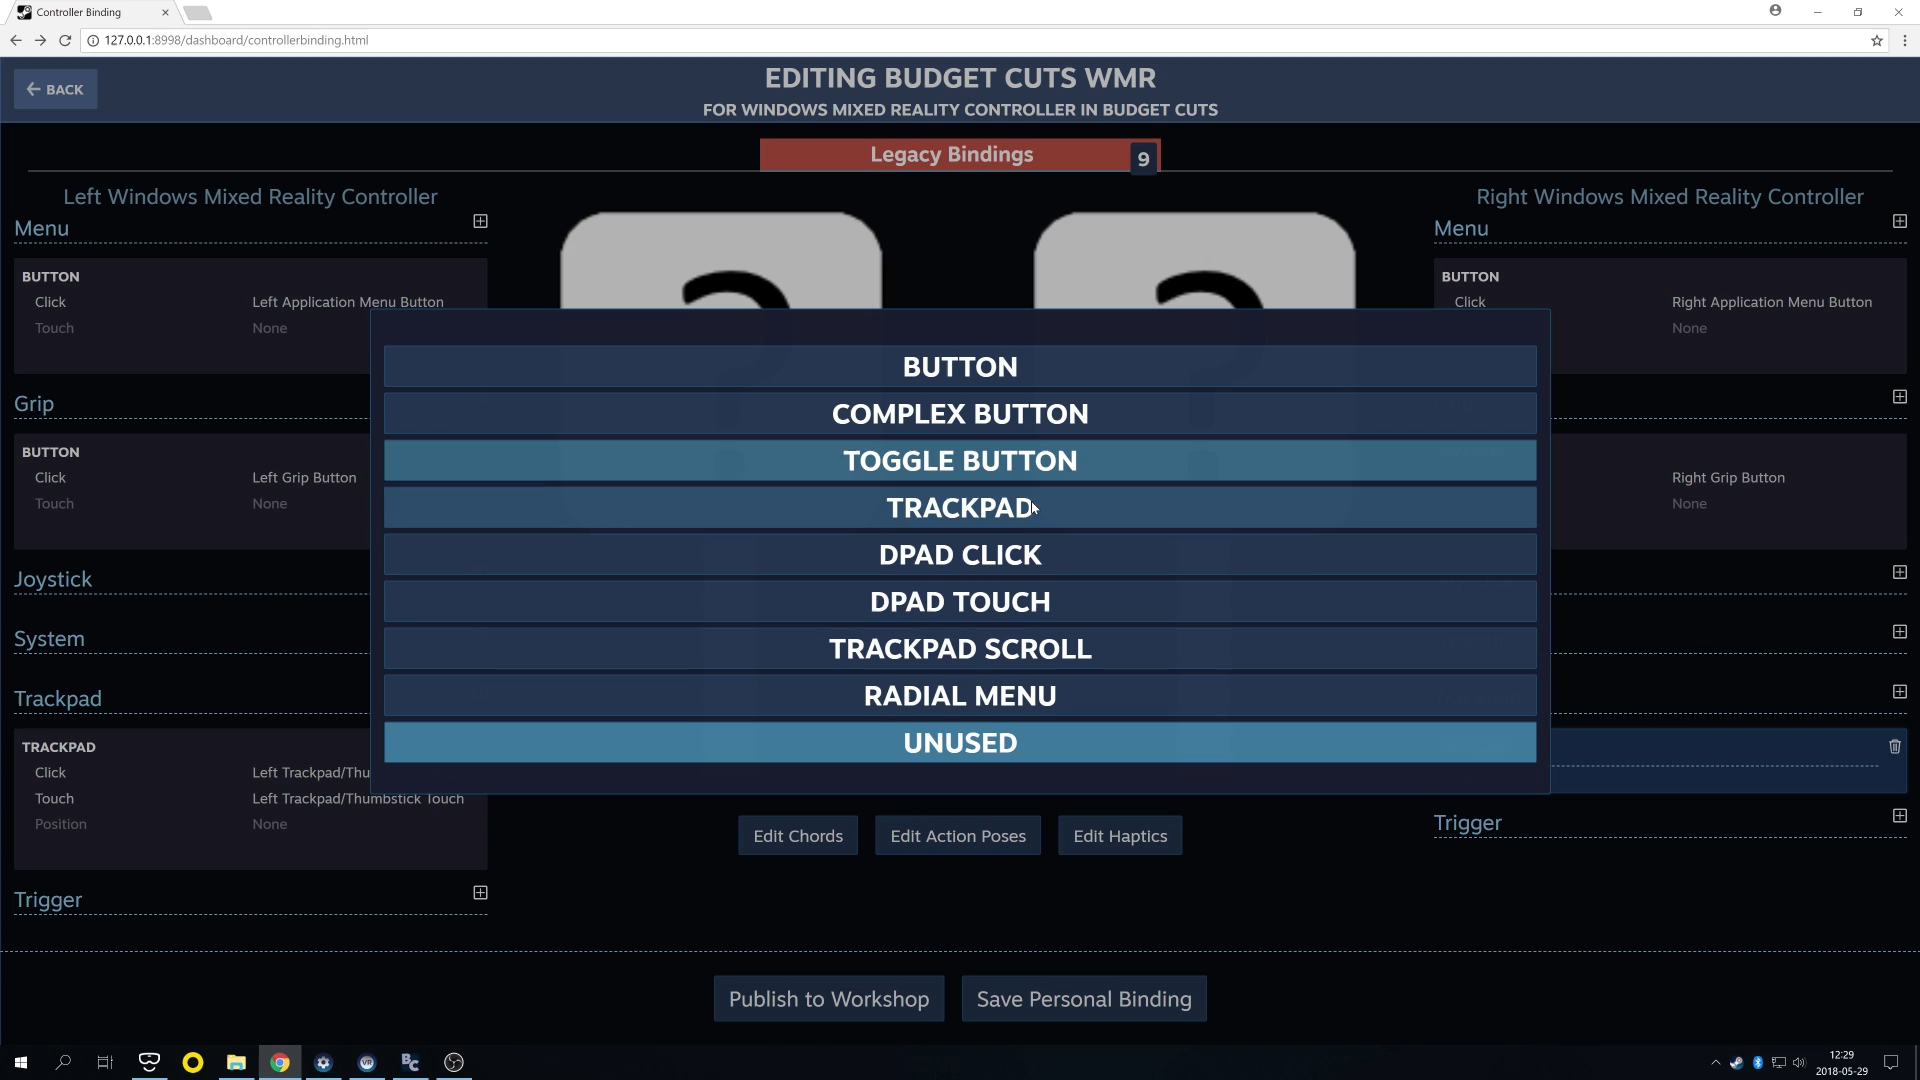 Controller Binding
127.0.0.1:8998/dashboard/controllerbinding.html
BACK
EDITING BUDGET CUTS WMR
FOR WINDOWS MIXED REALITY CONTROLLER IN BUDGET CUTS
Legacy Bindings 9
Left Windows Mixed Reality Controller
Menu
BUTTON
Click Left Application Menu Button
Touch None
Grip
BUTTON
Click Left Grip Button
Touch None
Joystick
System
Trackpad
TRACKPAD
Click Left Trackpad/Thu
Touch Left Trackpad/Thumbstick Touch
Position None
Trigger
BUTTON
COMPLEX BUTTON
TOGGLE BUTTON
TRACKPAD
DPAD CLICK
DPAD TOUCH
TRACKPAD SCROLL
RADIAL MENU
UNUSED
Edit Chords
Edit Action Poses
Edit Haptics
Right Windows Mixed Reality Controller
Menu
BUTTON
Click Right Application Menu Button
None
Right Grip Button
None
Trigger
Publish to Workshop
Save Personal Binding
12:29
2018-05-29